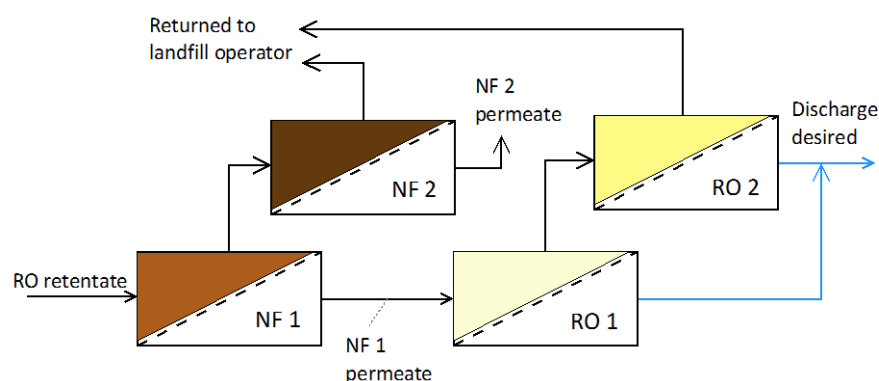 Returned to
landfill operator
NF 2
permeate
Discharge
desired
NF 2
RO 2
RO retentate
NF 1
RO 1
NF 1
permeate